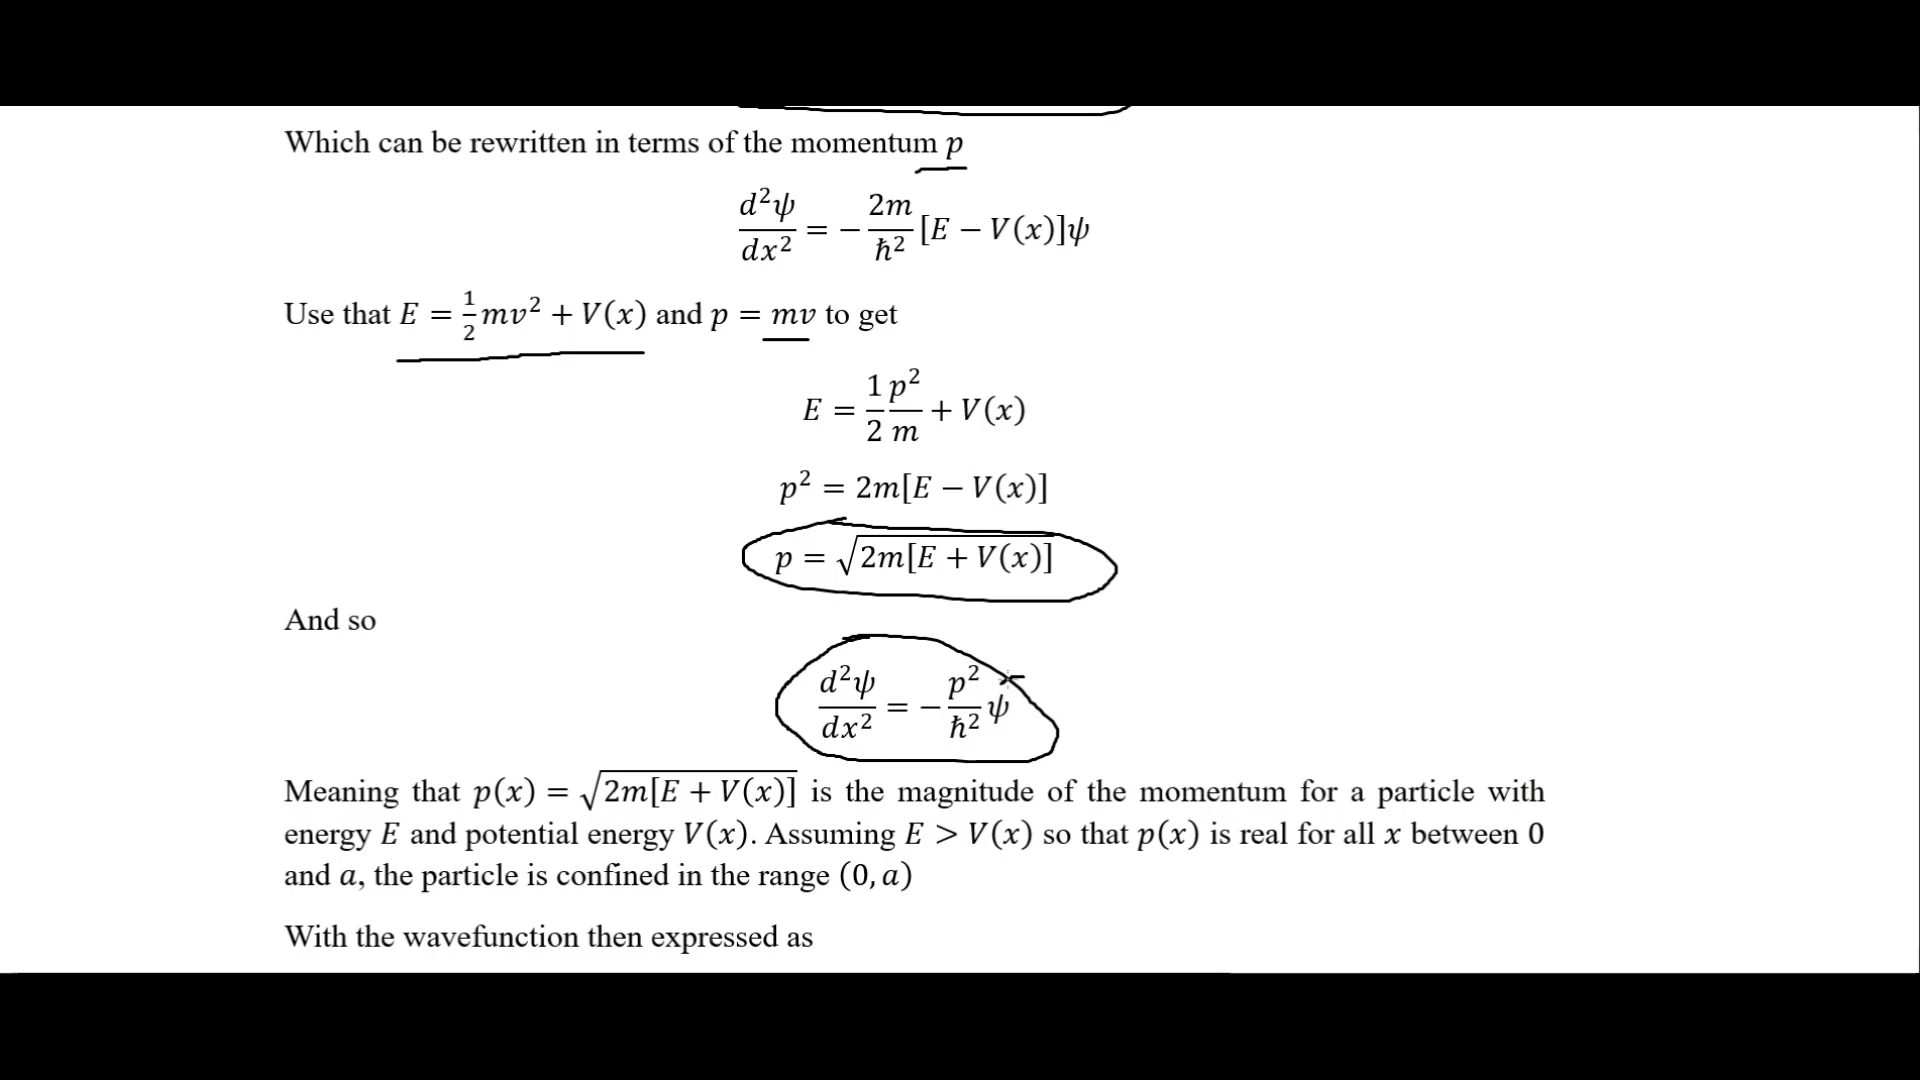 Which can be rewritten in terms of the momentum p
d²ψ/dx² = −2m/ħ² [E − V(x)]ψ
Use that E = ½mv² + V(x) and p = mv to get
E = 1/2 p²/m + V(x)
p² = 2m[E − V(x)]
p = √2m[E + V(x)]
And so
d²ψ/dx² = −p²/ħ² ψ
Meaning that p(x) = √2m[E + V(x)] is the magnitude of the momentum for a particle with
energy E and potential energy V(x). Assuming E > V(x) so that p(x) is real for all x between 0
and a, the particle is confined in the range (0, a)
With the wavefunction then expressed as